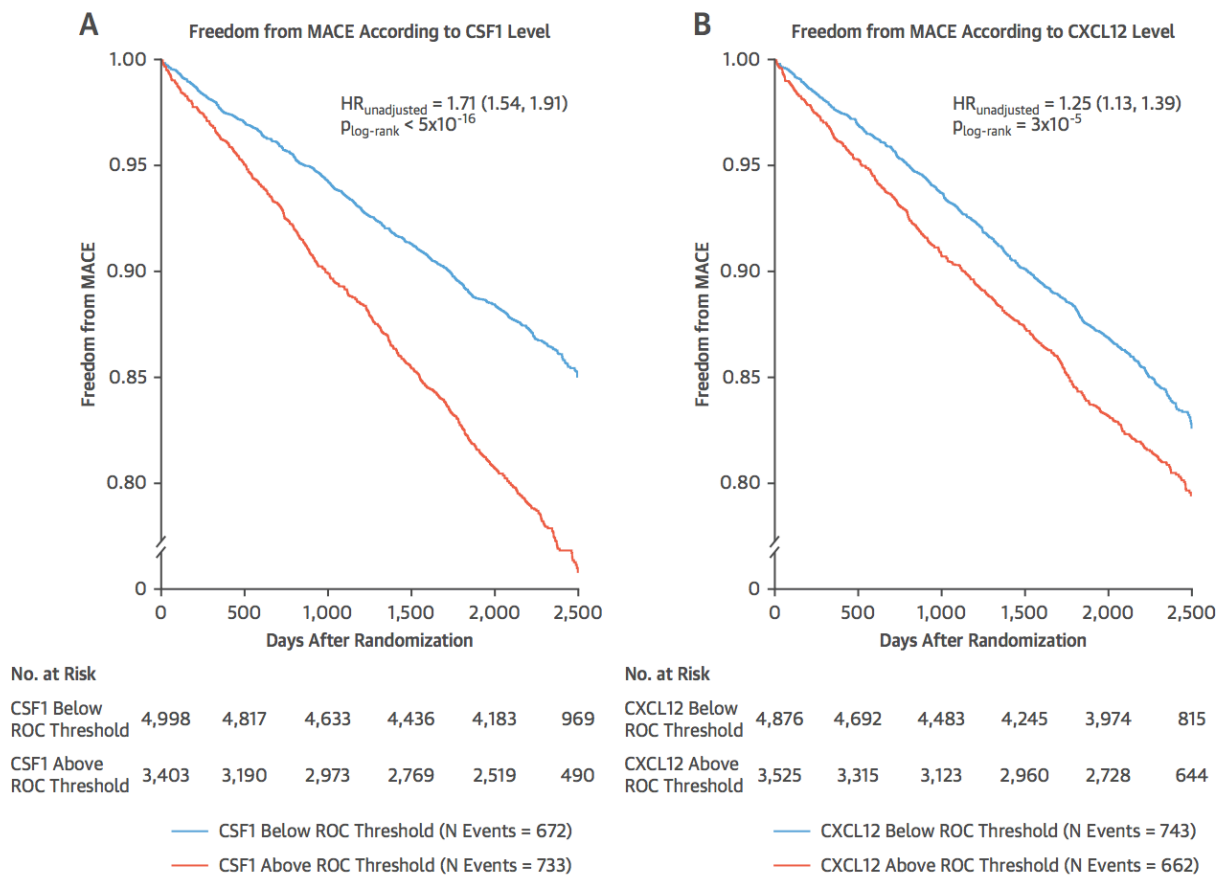 A
Freedom from MACE According to CSF1 Level
1.00
0.95
0.90
0.85
0.80
0
Freedom from MACE
HRunadjusted = 1.71 (1.54, 1.91)
plog-rank < 5x10-16
0 500 1,000 1,500 2,000 2,500
Days After Randomization
No. at Risk
CSF1 Below
ROC Threshold 4,998 4,817 4,633 4,436 4,183 969
CSF1 Above
ROC Threshold 3,403 3,190 2,973 2,769 2,519 490
CSF1 Below ROC Threshold (N Events = 672)
CSF1 Above ROC Threshold (N Events = 733)
B
Freedom from MACE According to CXCL12 Level
1.00
0.95
0.90
0.85
0.80
0
Freedom from MACE
HRunadjusted = 1.25 (1.13, 1.39)
plog-rank = 3x10-5
0 500 1,000 1,500 2,000 2,500
Days After Randomization
No. at Risk
CXCL12 Below
ROC Threshold 4,876 4,692 4,483 4,245 3,974 815
CXCL12 Above
ROC Threshold 3,525 3,315 3,123 2,960 2,728 644
CXCL12 Below ROC Threshold (N Events = 743)
CXCL12 Above ROC Threshold (N Events = 662)